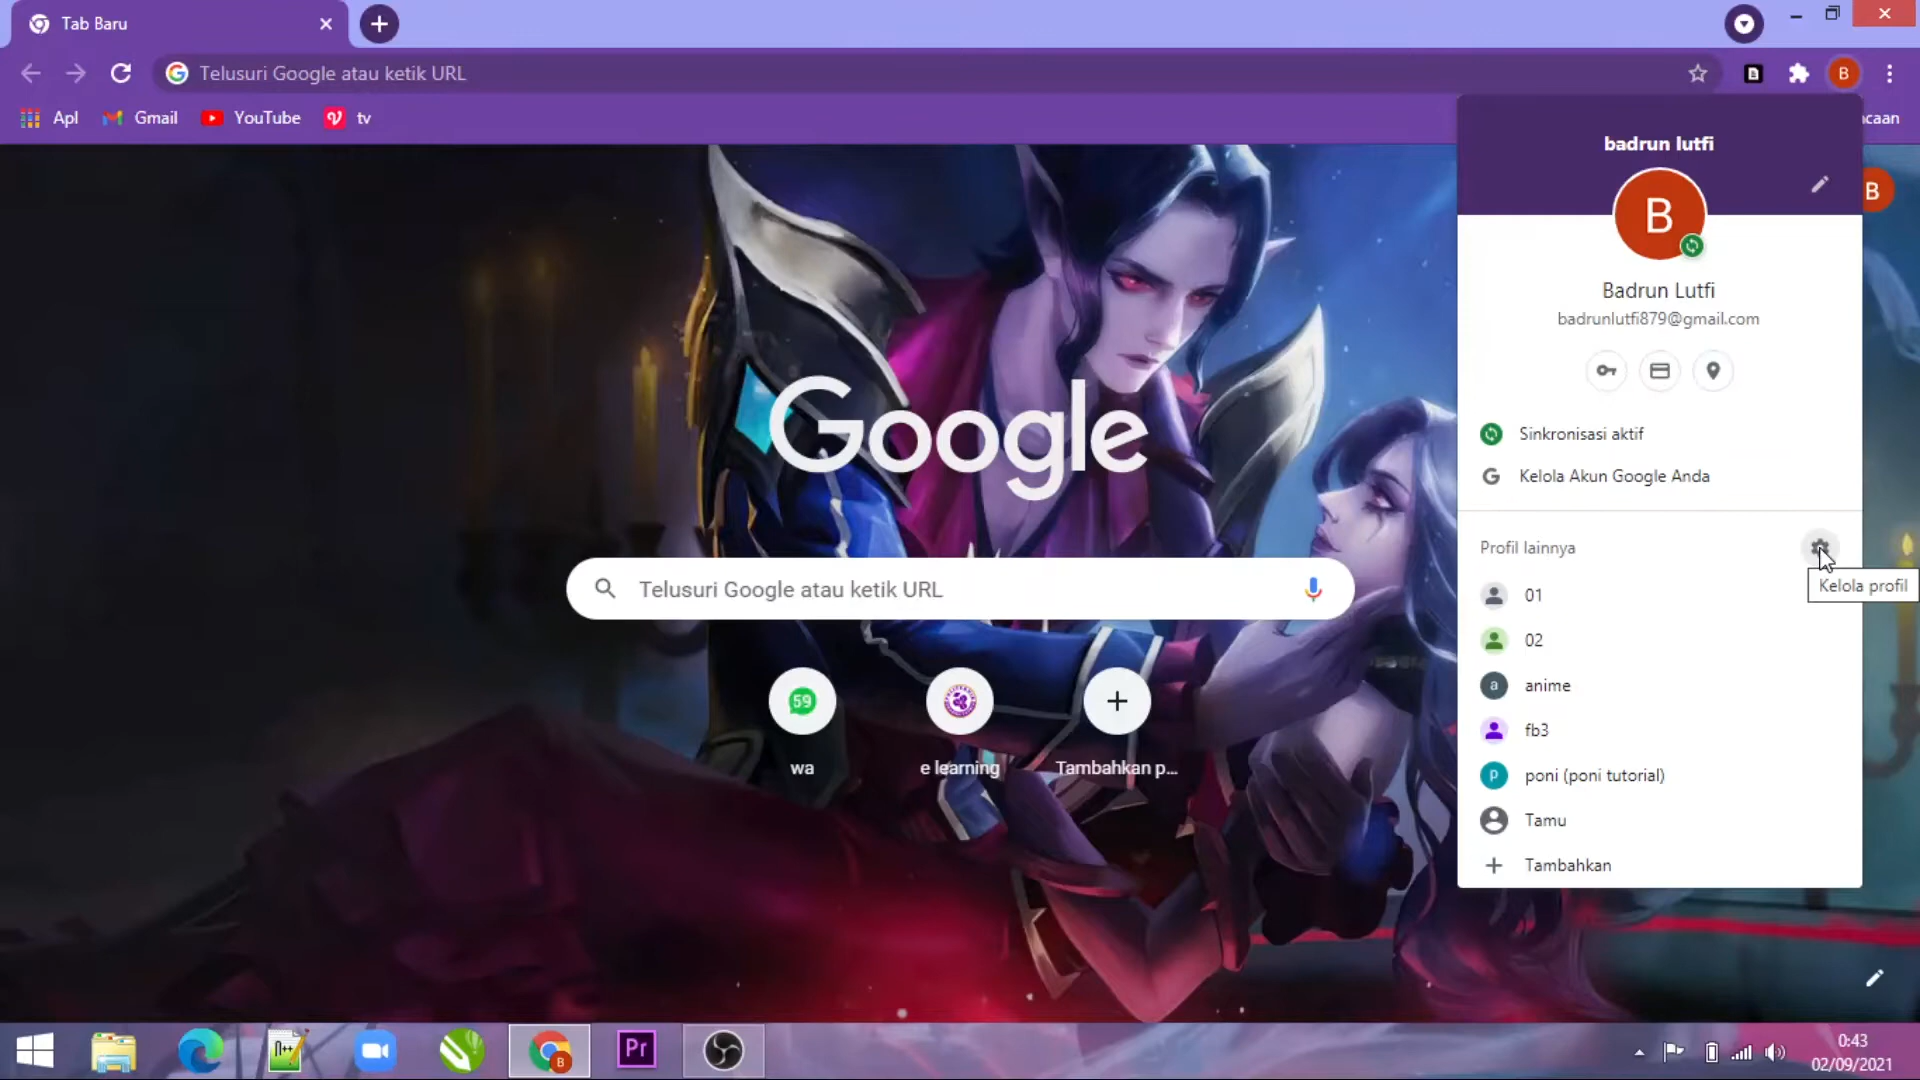 Tab Baru
Telusuri Google atau ketik URL
B
Apl
Gmail
YouTube
tv
caan
badrun lutfi
B
B
Badrun Lutfi
badrunlutfi879@gmail.com
Sinkronisasi aktif
G
Kelola Akun Google Anda
Profil lainnya
Kelola profil
01
02
a
anime
fb3
p
poni (poni tutorial)
Tamu
Tambahkan
Google
Telusuri Google atau ketik URL
59
wa
e learning
Tambahkan p...
N++
B
Pr
0:43
02/09/2021